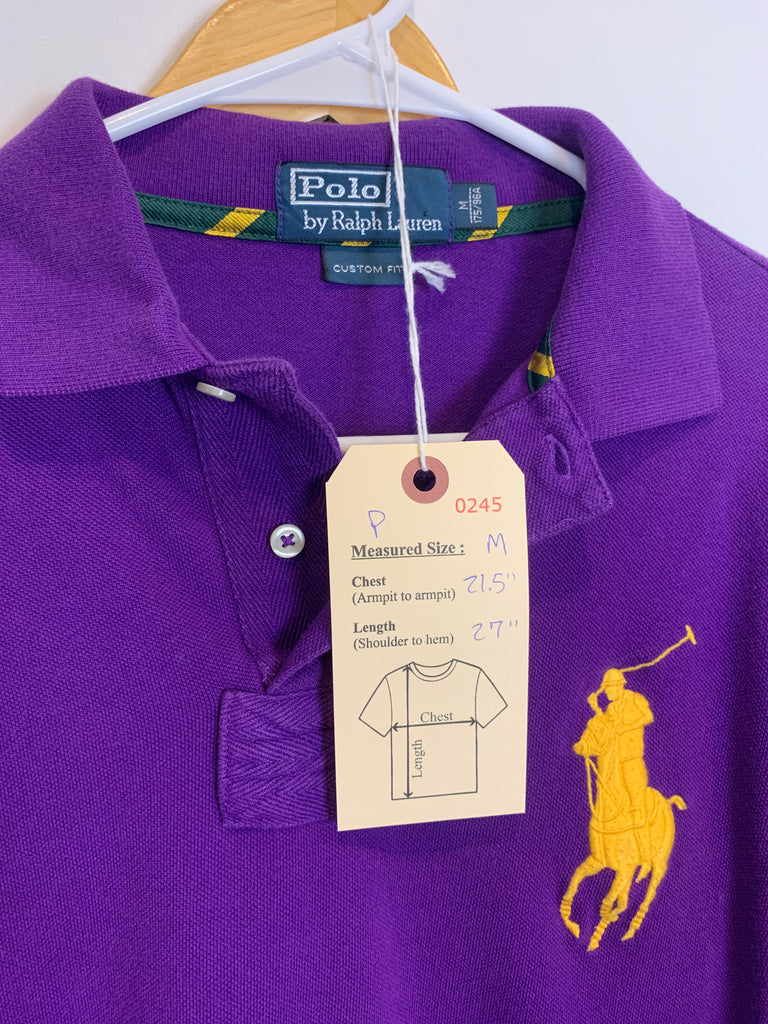 Polo
by Ralph Lauren
M
175/96A
CUSTOM FIT
0245
P
Measured Size : M
Chest 21.5"
(Armpit to armpit)
Length 27"
(Shoulder to hem)
Chest
Length